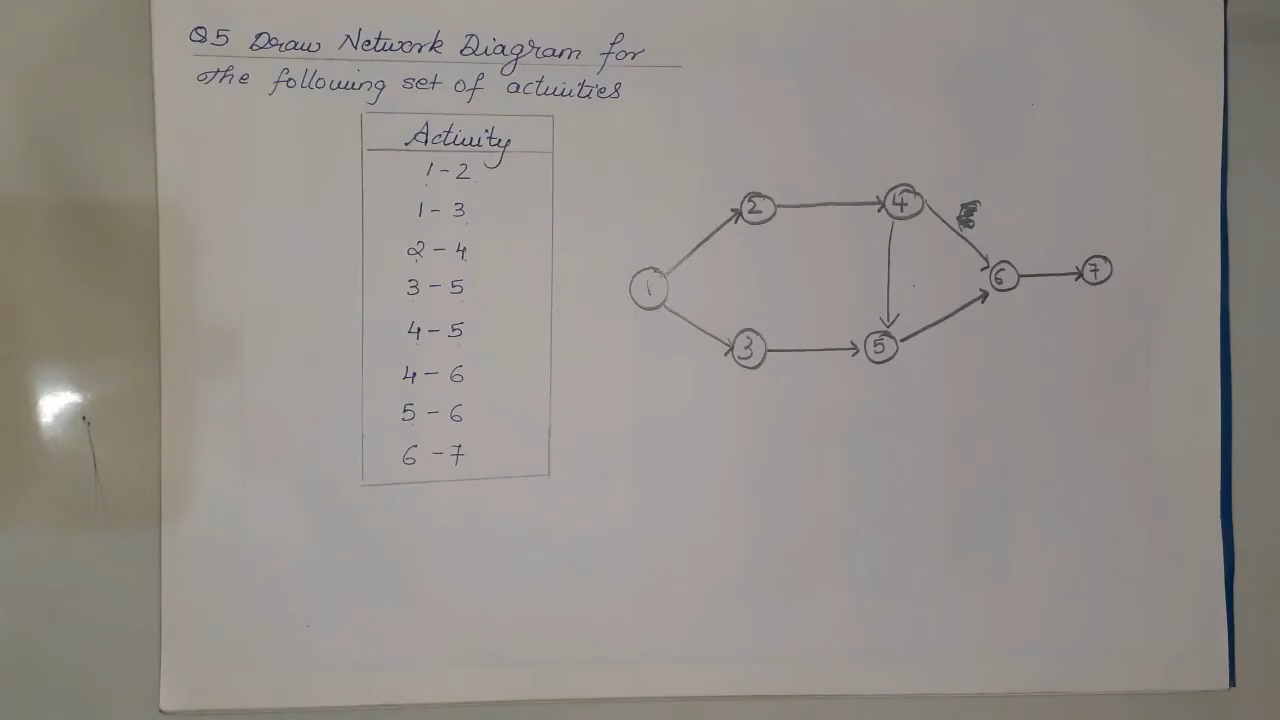 Q5 Draw Network Diagram for
the following set of activities
Activity
1 - 2
1 - 3
2 - 4
3 - 5
4 - 5
4 - 6
5 - 6
6 - 7
2
4
6
7
1
3
5